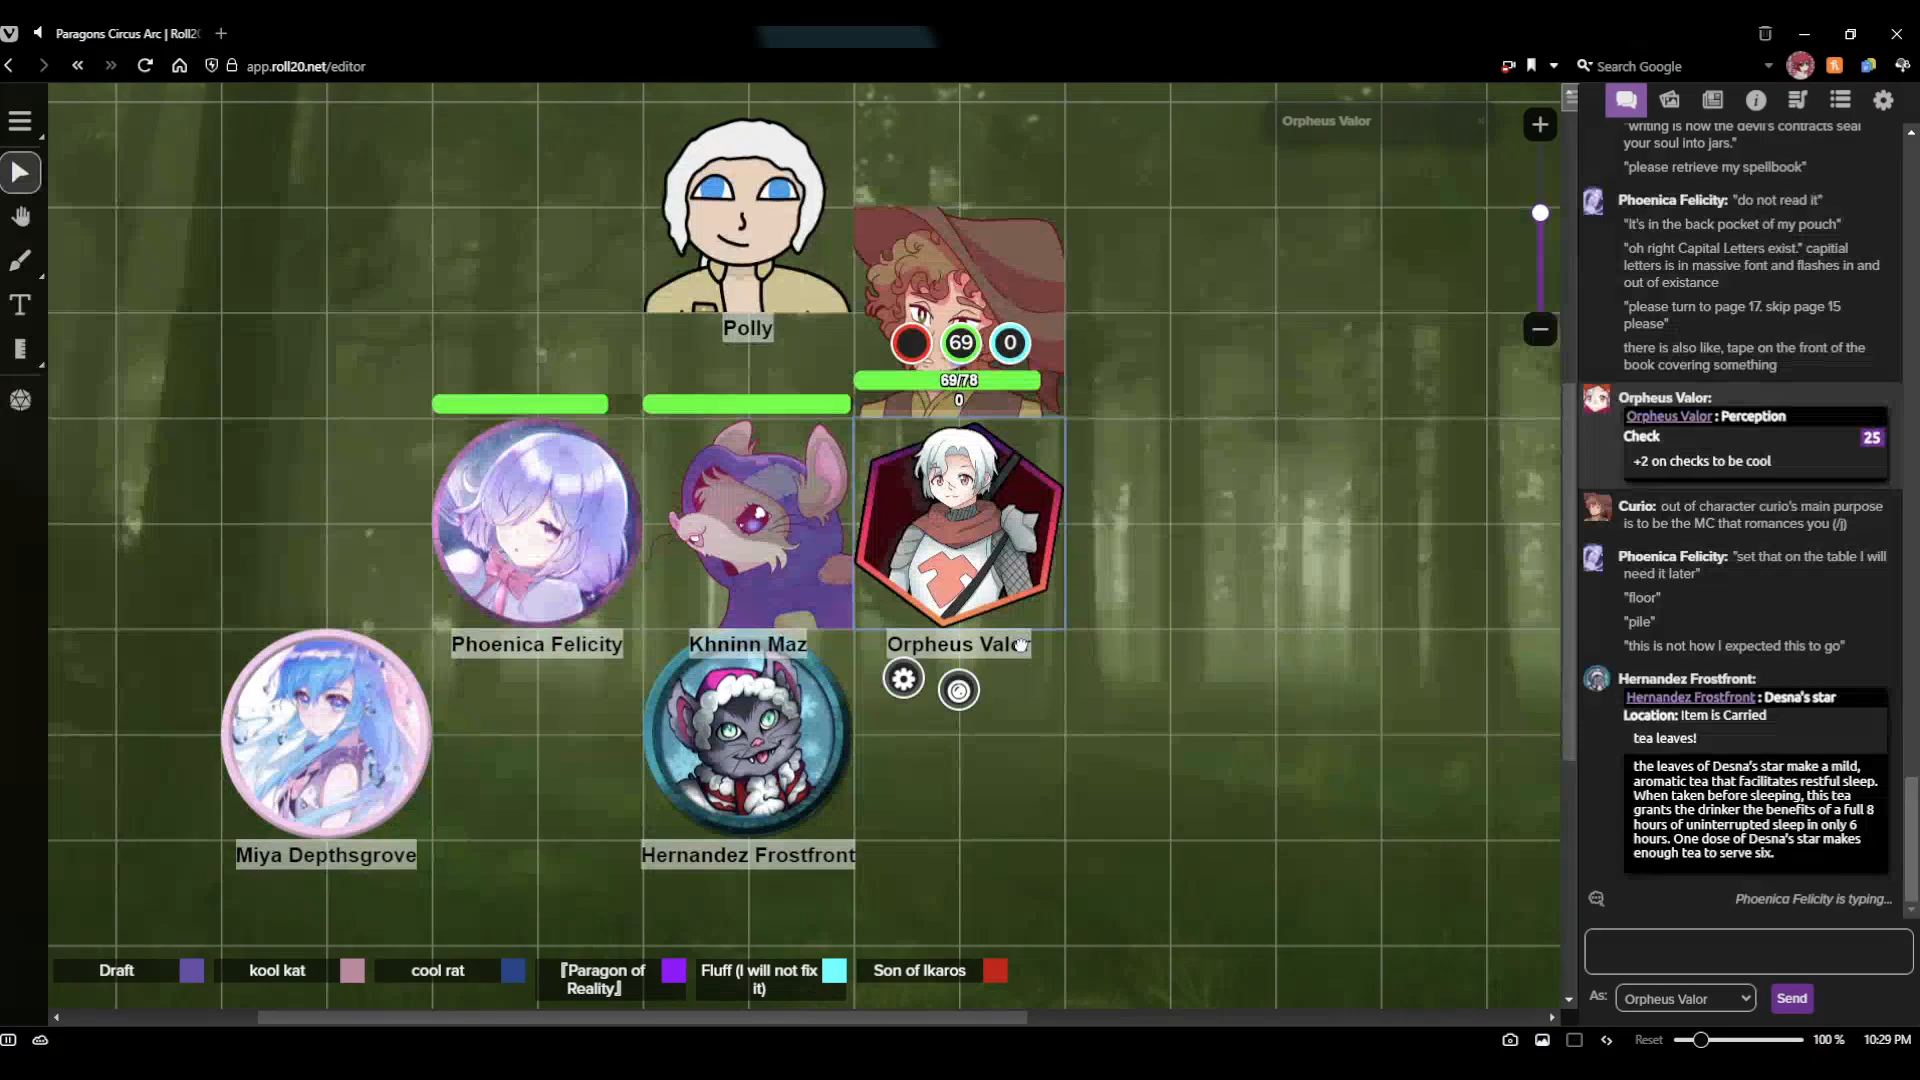 Paragons Circus Arc | Roll20
app.roll20.net/editor
Search Google
Orpheus Valor
Polly
69
0
69/78
0
Phoenica Felicity
Khninn Maz
Orpheus Valor
Miya Depthsgrove
Hernandez Frostfront
Draft
kool kat
cool rat
『Paragon of
Reality』
Fluff (I will not fix
it)
Son of Ikaros
"writing is how the devil's contracts seal
your soul into jars."
"please retrieve my spellbook"
Phoenica Felicity: "do not read it"
"It's in the back pocket of my pouch"
"oh right Capital Letters exist." capitial
letters is in massive font and flashes in and
out of existance
"please turn to page 17. skip page 15
please"
there is also like, tape on the front of the
book covering something
Orpheus Valor:
Orpheus Valor : Perception
Check
25
+2 on checks to be cool
Curio: out of character curio's main purpose
is to be the MC that romances you (/j)
Phoenica Felicity: "set that on the table I will
need it later"
"floor"
"pile"
"this is not how I expected this to go"
Hernandez Frostfront:
Hernandez Frostfront : Desna's star
Location: Item is Carried
tea leaves!
the leaves of Desna's star make a mild,
aromatic tea that facilitates restful sleep.
When taken before sleeping, this tea
grants the drinker the benefits of a full 8
hours of uninterrupted sleep in only 6
hours. One dose of Desna's star makes
enough tea to serve six.
Phoenica Felicity is typing...
As:
Orpheus Valor
Send
Reset
100 %
10:29 PM